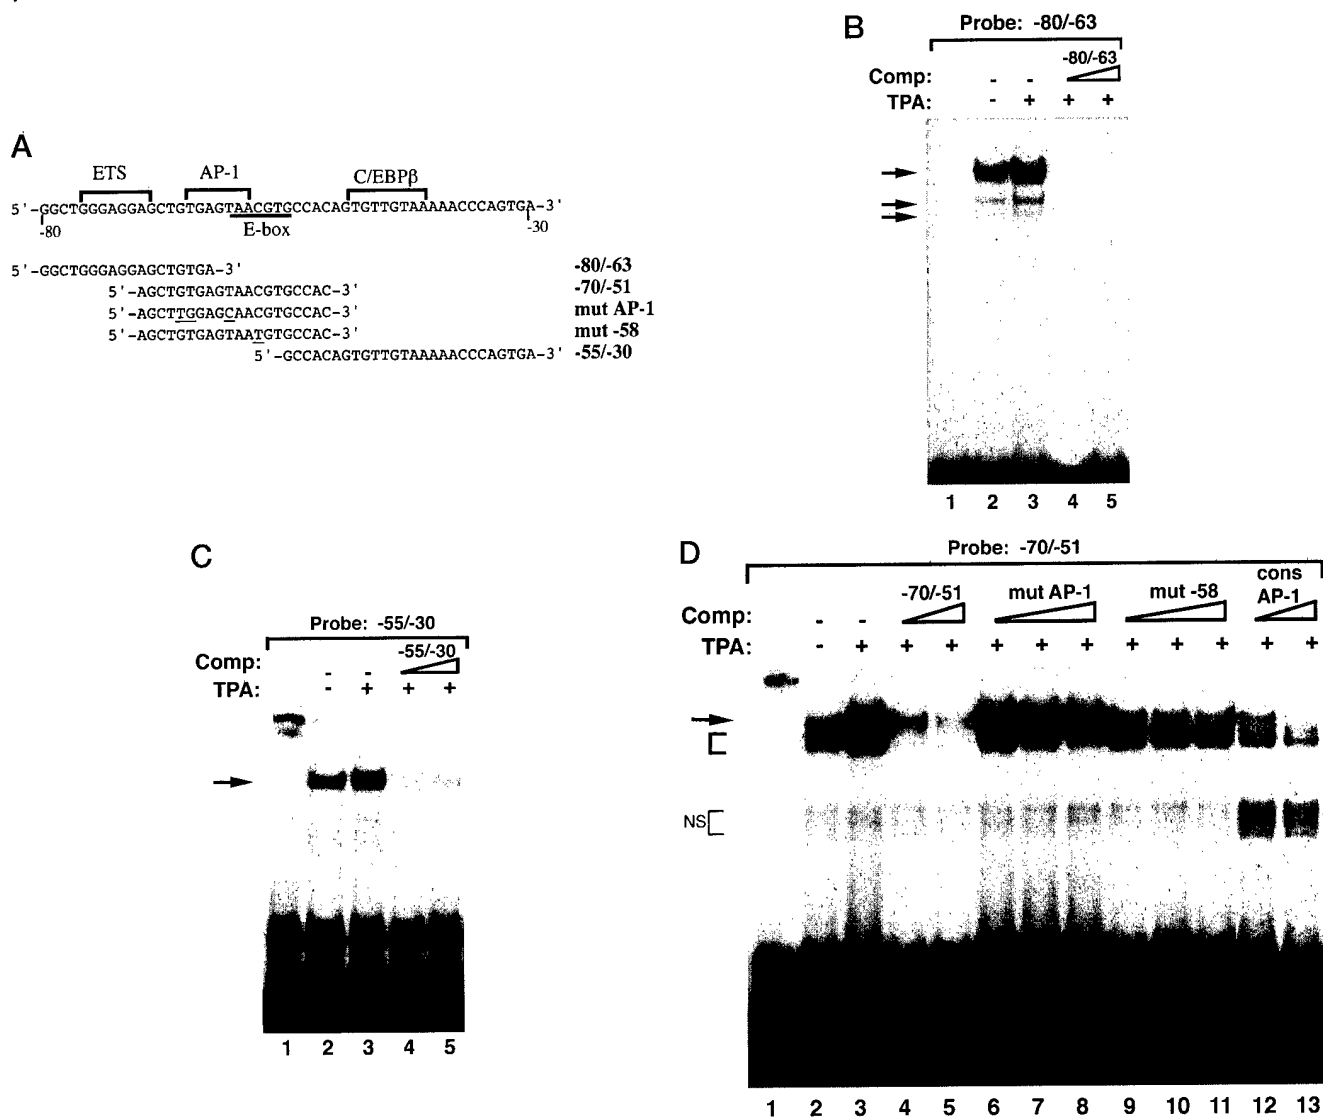 A
ETS AP-1 C/EBPβ
5'-GGCTGGGAGGAGCTGTGAGTAACGTGCCACAGTGTTGTAAAAACCCAGTGA-3'
-80 E-box -30
5'-GGCTGGGAGGAGCTGTGA-3' -80/-63
5'-AGCTGTGAGTAACGTGCCAC-3' -70/-51
5'-AGCTTGGAGCAACGTGCCAC-3' mut AP-1
5'-AGCTGTGAGTAATGTGCCAC-3' mut -58
5'-GCCACAGTGTTGTAAAAACCCAGTGA-3' -55/-30
B
Probe: -80/-63
-80/-63
Comp: - -
TPA: - + + +
1 2 3 4 5
C
Probe: -55/-30
-55/-30
Comp: - -
TPA: - + + +
1 2 3 4 5
D
Probe: -70/-51
-70/-51 mut AP-1 mut -58 cons AP-1
Comp: - -
TPA: - + + + + + + + + + + +
NS
1 2 3 4 5 6 7 8 9 10 11 12 13